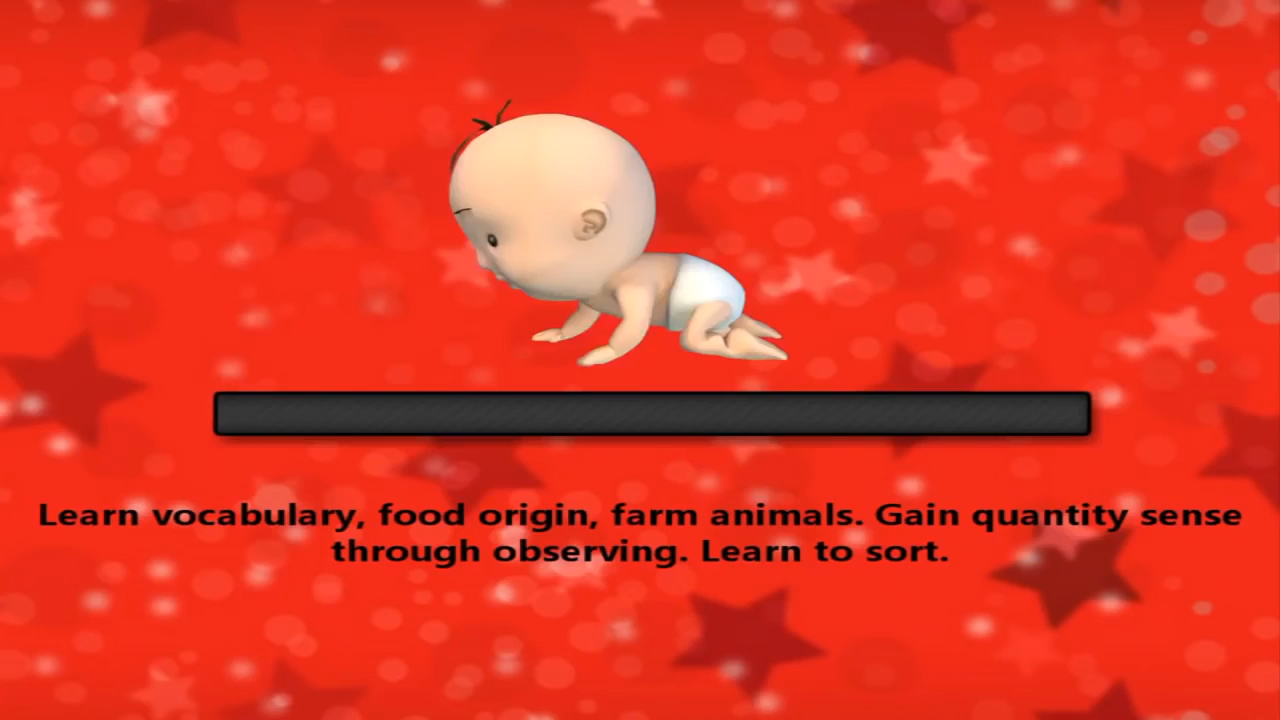 Learn vocabulary, food origin, farm animals. Gain quantity sense
through observing. Learn to sort.